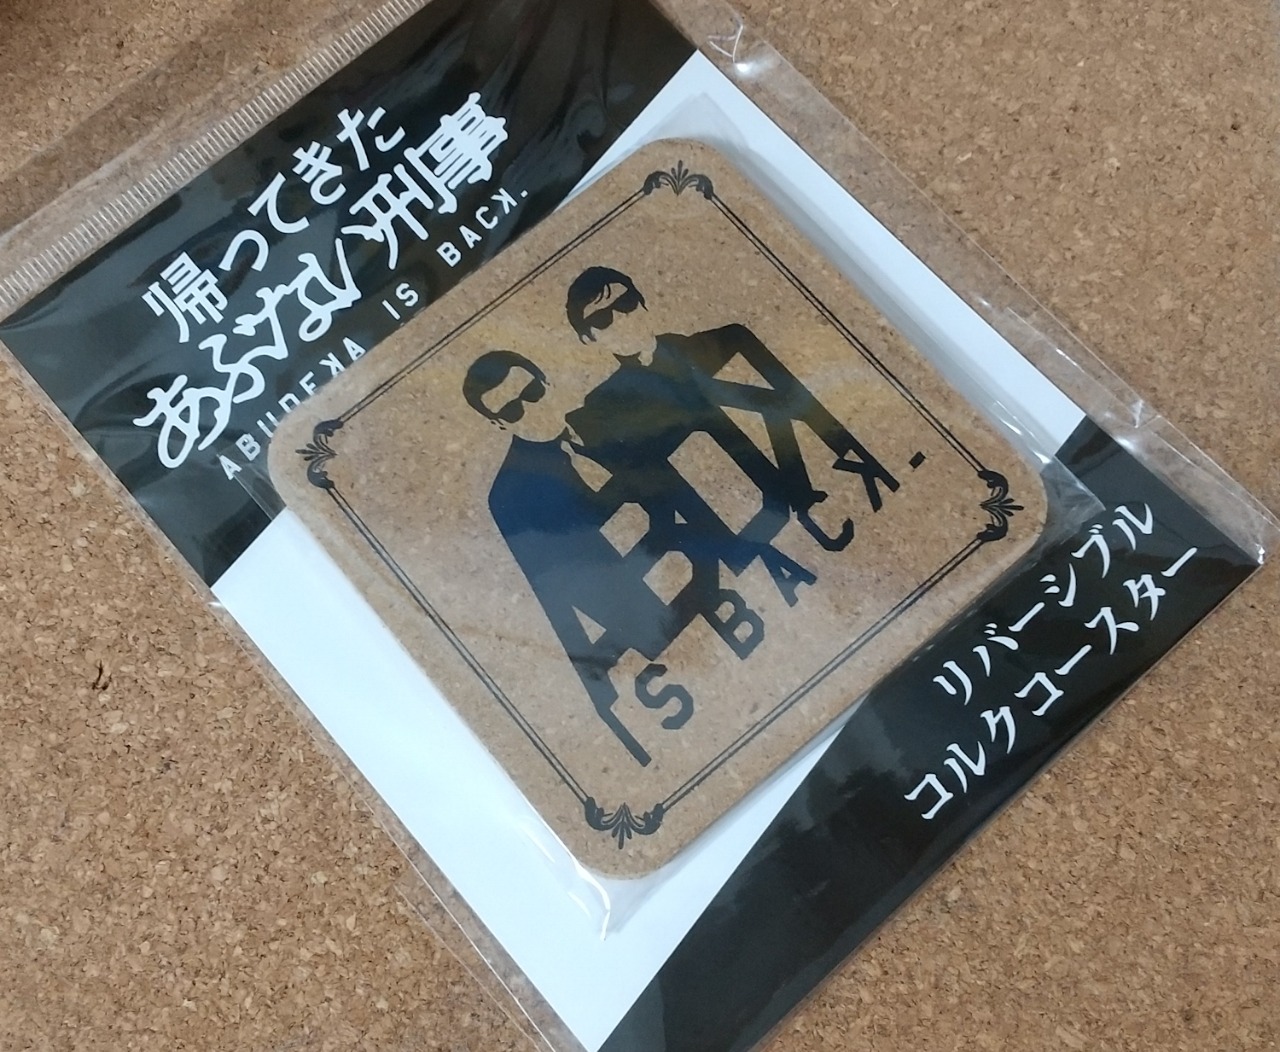 帰ってきた
あぶない刑事
ABUDEKA IS BACK.
ABDK
IS BACK.
リバーシブル
コルクコースター